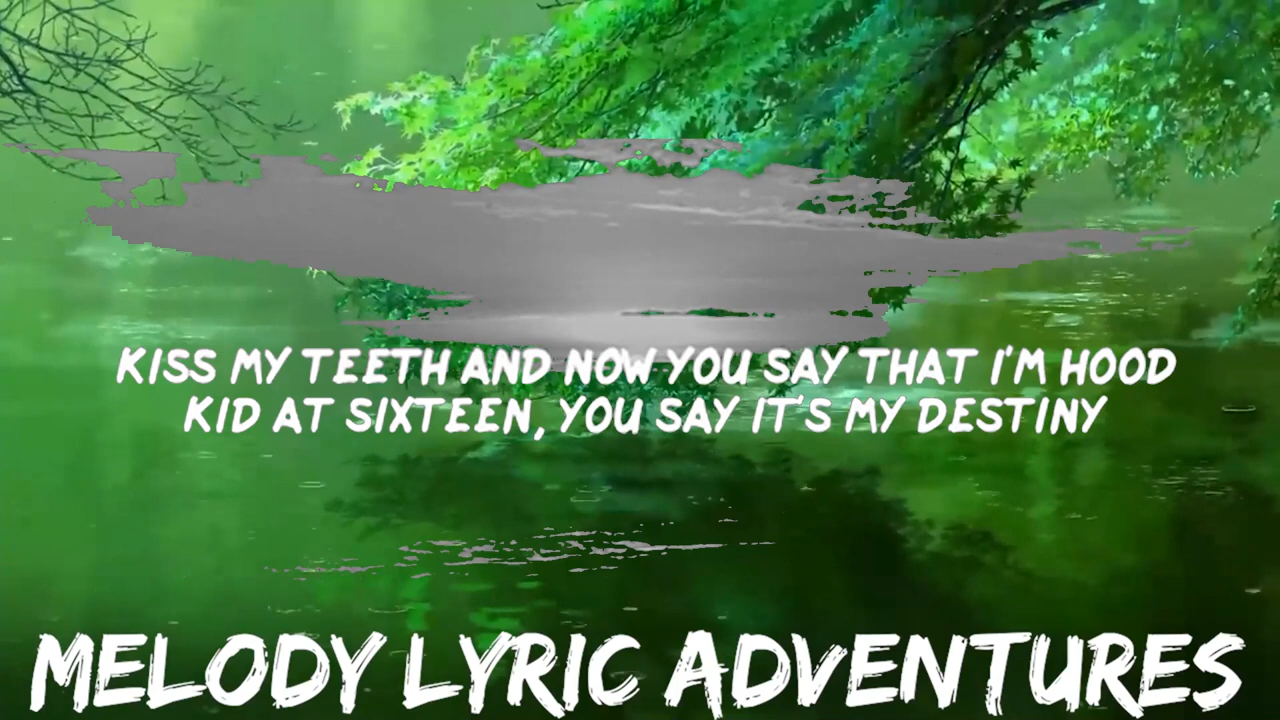 KISS MY TEETH AND NOW YOU SAY THAT I'M HOOD
KID AT SIXTEEN, YOU SAY IT'S MY DESTINY
MELODY LYRIC ADVENTURES